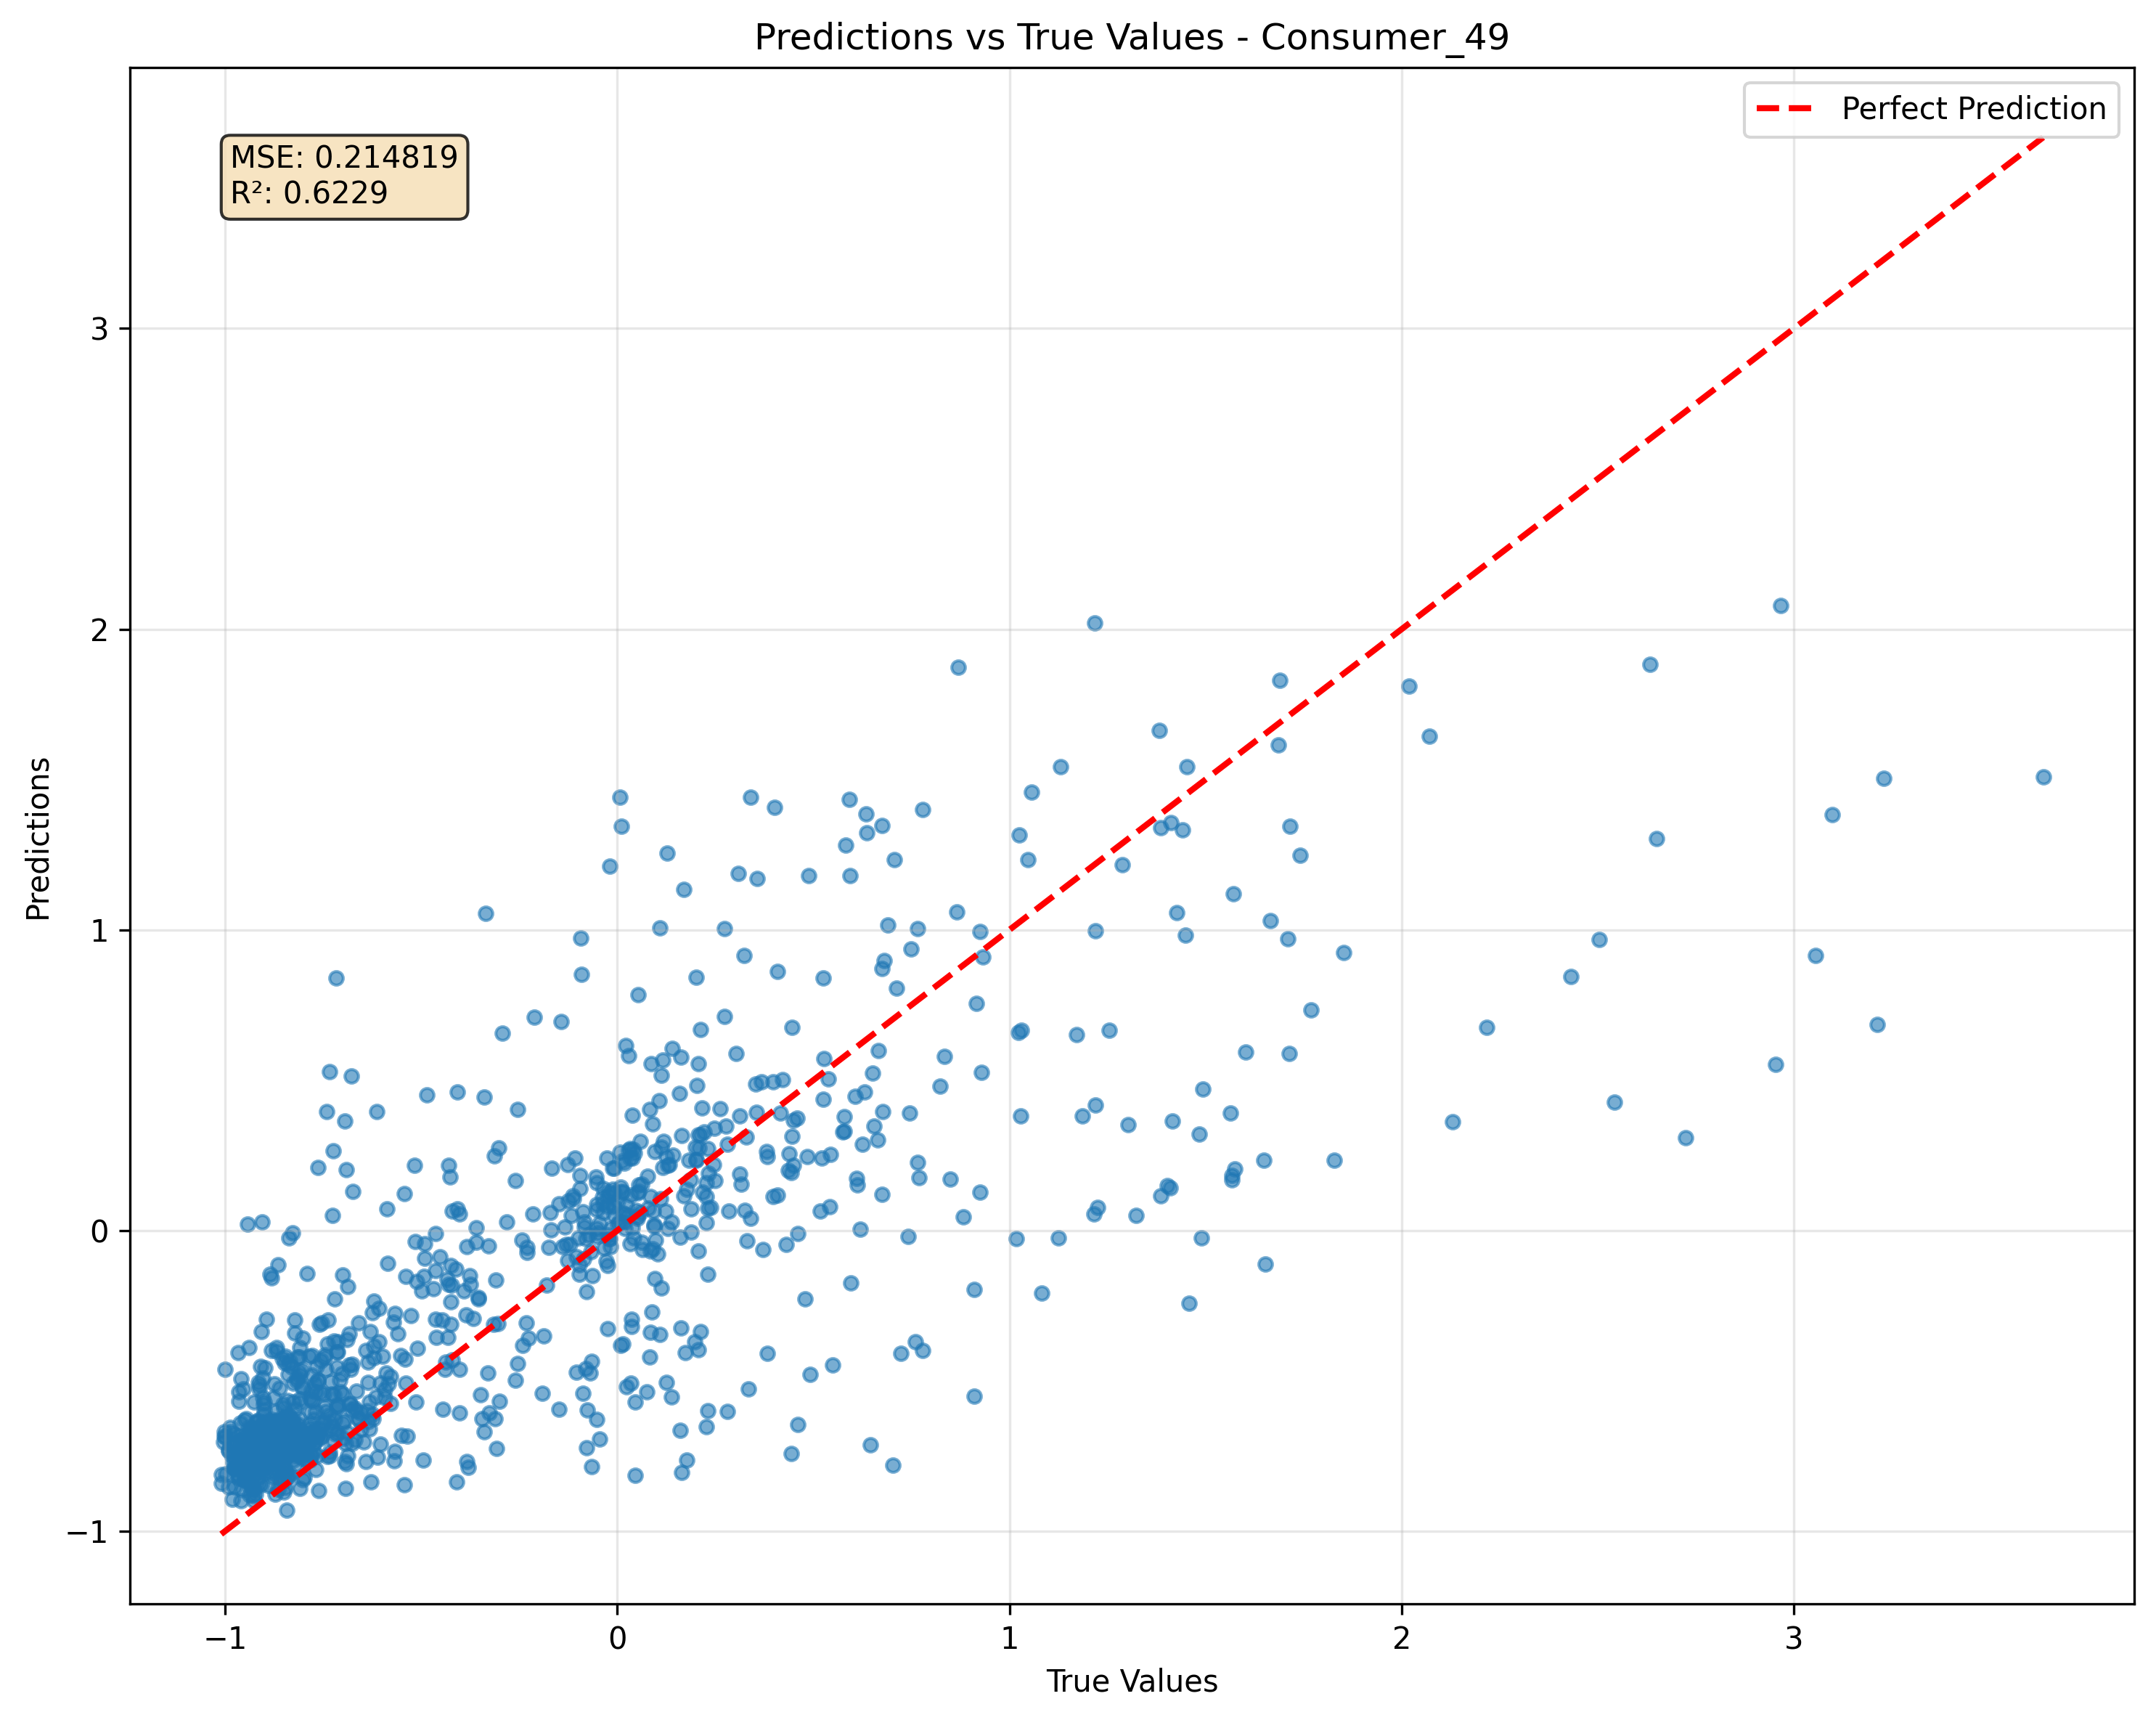 Predictions vs True Values - Consumer_49
Perfect Prediction
MSE: 0.214819
R²: 0.6229
3
2
1
0
−1
Predictions
−1 0 1 2 3
True Values